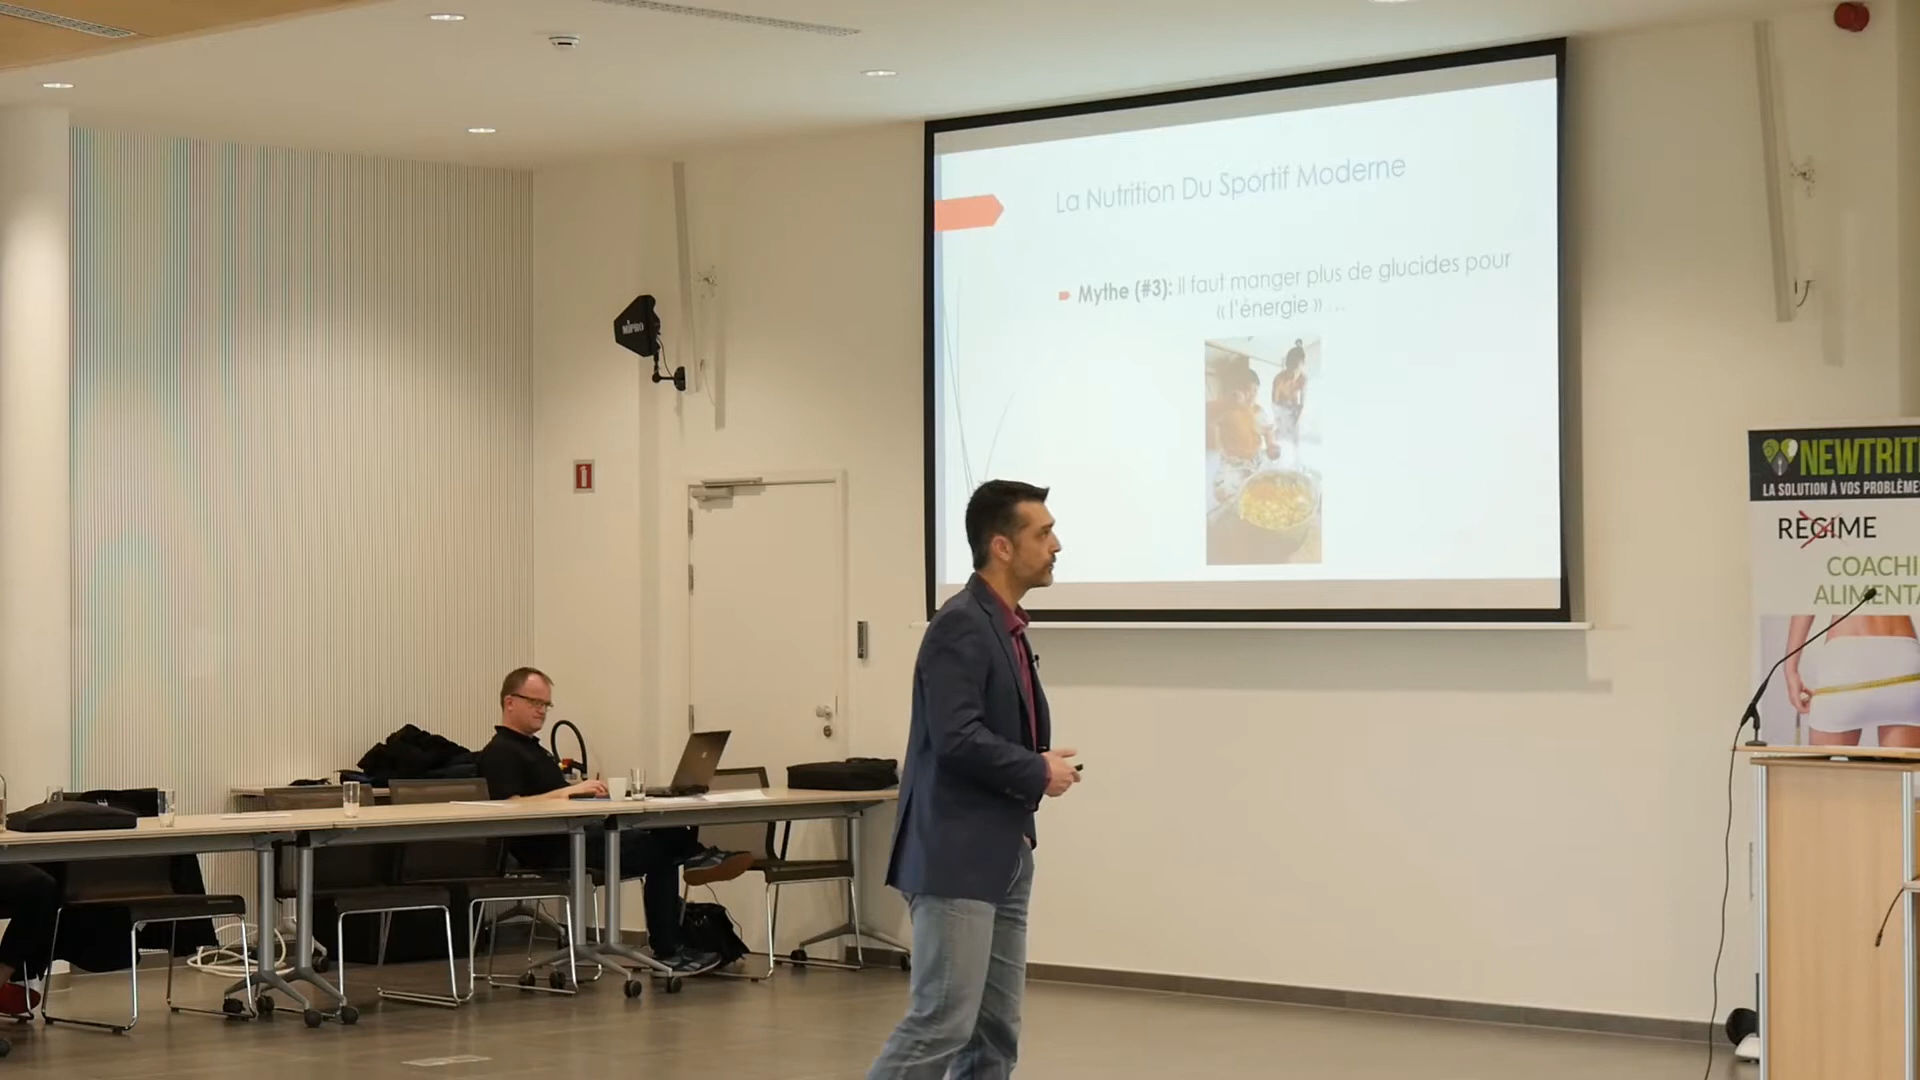 La Nutrition Du Sportif Moderne
Mythe (#3): Il faut manger plus de glucides pour
« l'énergie » ...
MIPRO
NEWTRIT
LA SOLUTION À VOS PROBLÈME
RÉGIME
COACHI
ALIMENTA